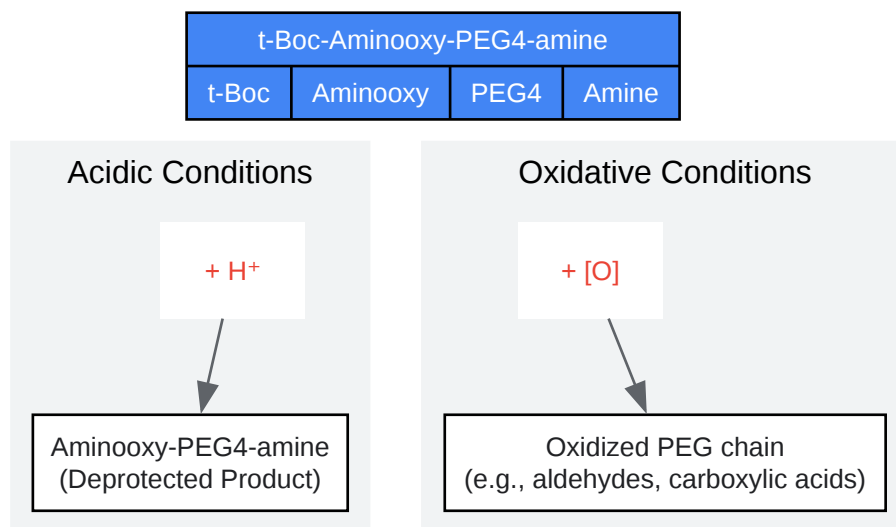 t-Boc-Aminooxy-PEG4-amine
t-Boc Aminooxy PEG4 Amine
Acidic Conditions
+ H⁺
Aminooxy-PEG4-amine
(Deprotected Product)
Oxidative Conditions
+ [O]
Oxidized PEG chain
(e.g., aldehydes, carboxylic acids)